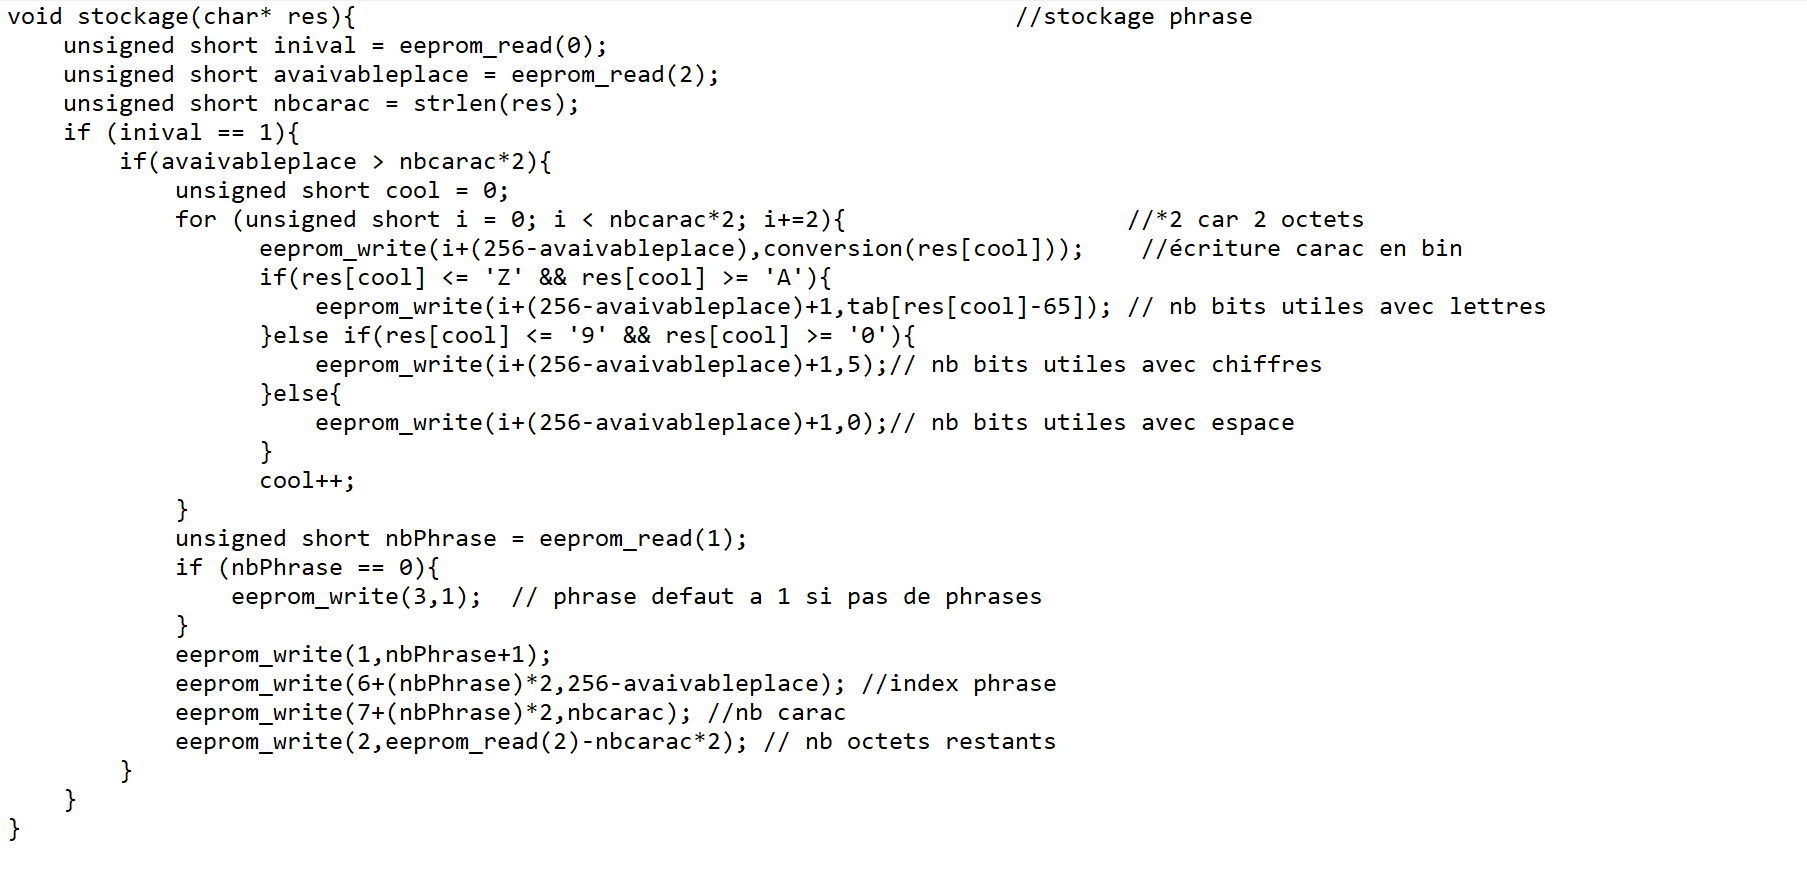 void stockage(char* res){                                               //stockage phrase
    unsigned short inival = eeprom_read(0);
    unsigned short avaivableplace = eeprom_read(2);
    unsigned short nbcarac = strlen(res);
    if (inival == 1){
        if(avaivableplace > nbcarac*2){
            unsigned short cool = 0;
            for (unsigned short i = 0; i < nbcarac*2; i+=2){                    //*2 car 2 octets
                  eeprom_write(i+(256-avaivableplace),conversion(res[cool]));    //écriture carac en bin
                  if(res[cool] <= 'Z' && res[cool] >= 'A'){
                      eeprom_write(i+(256-avaivableplace)+1,tab[res[cool]-65]); // nb bits utiles avec lettres
                  }else if(res[cool] <= '9' && res[cool] >= '0'){
                      eeprom_write(i+(256-avaivableplace)+1,5);// nb bits utiles avec chiffres
                  }else{
                      eeprom_write(i+(256-avaivableplace)+1,0);// nb bits utiles avec espace
                  }
                  cool++;
            }
            unsigned short nbPhrase = eeprom_read(1);
            if (nbPhrase == 0){
                eeprom_write(3,1);  // phrase defaut a 1 si pas de phrases
            }
            eeprom_write(1,nbPhrase+1);
            eeprom_write(6+(nbPhrase)*2,256-avaivableplace); //index phrase
            eeprom_write(7+(nbPhrase)*2,nbcarac); //nb carac
            eeprom_write(2,eeprom_read(2)-nbcarac*2); // nb octets restants
        }
    }
}